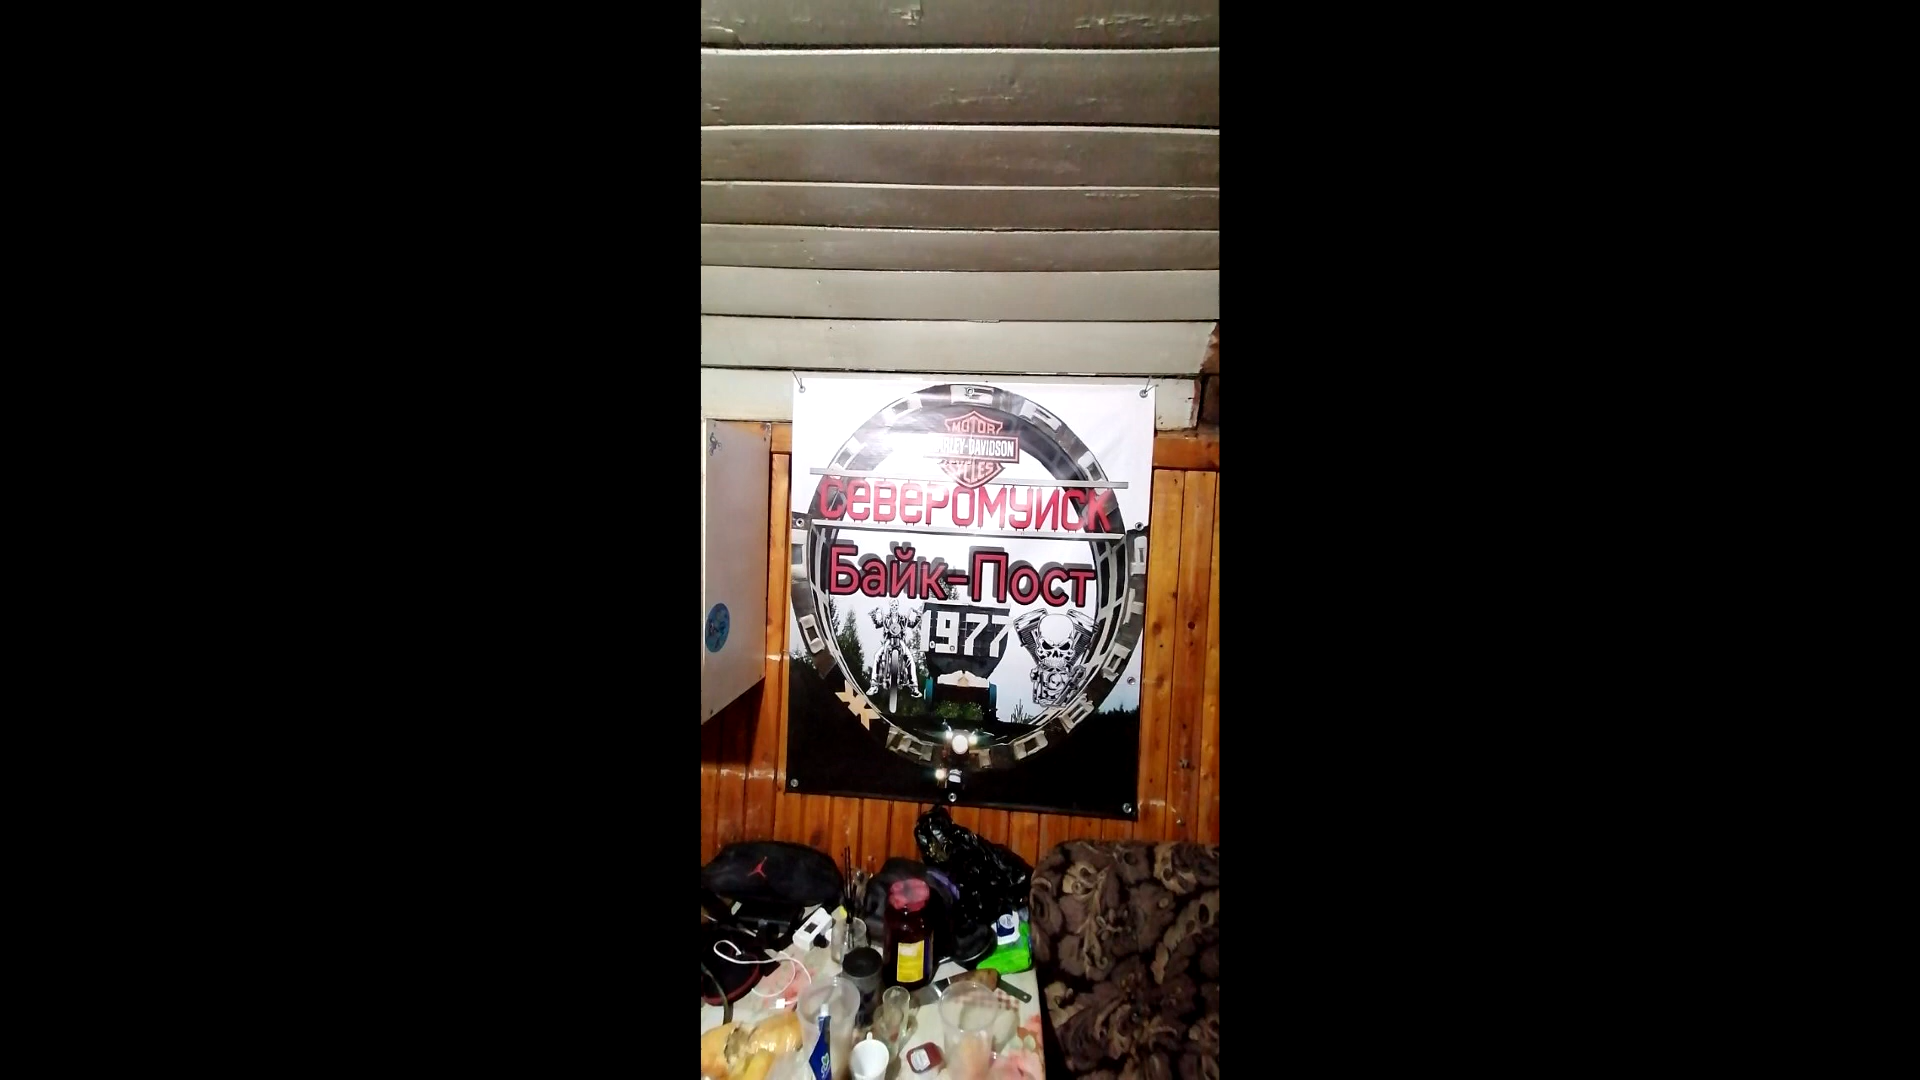 MOTOR
HARLEY-DAVIDSON
CYCLES
СЕВЕРОМУЙСК
Байк-Пост
1977